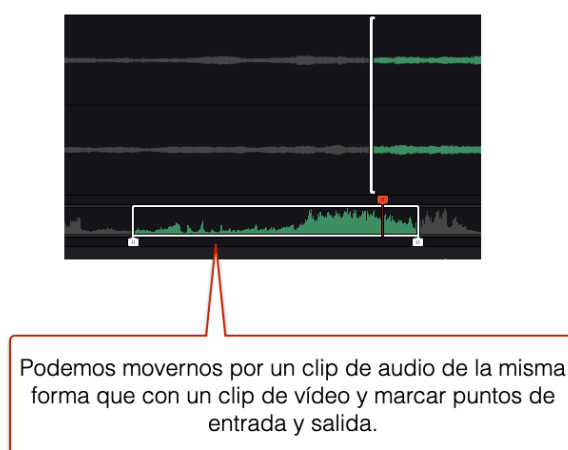 Podemos movernos por un clip de audio de la misma
forma que con un clip de vídeo y marcar puntos de
entrada y salida.